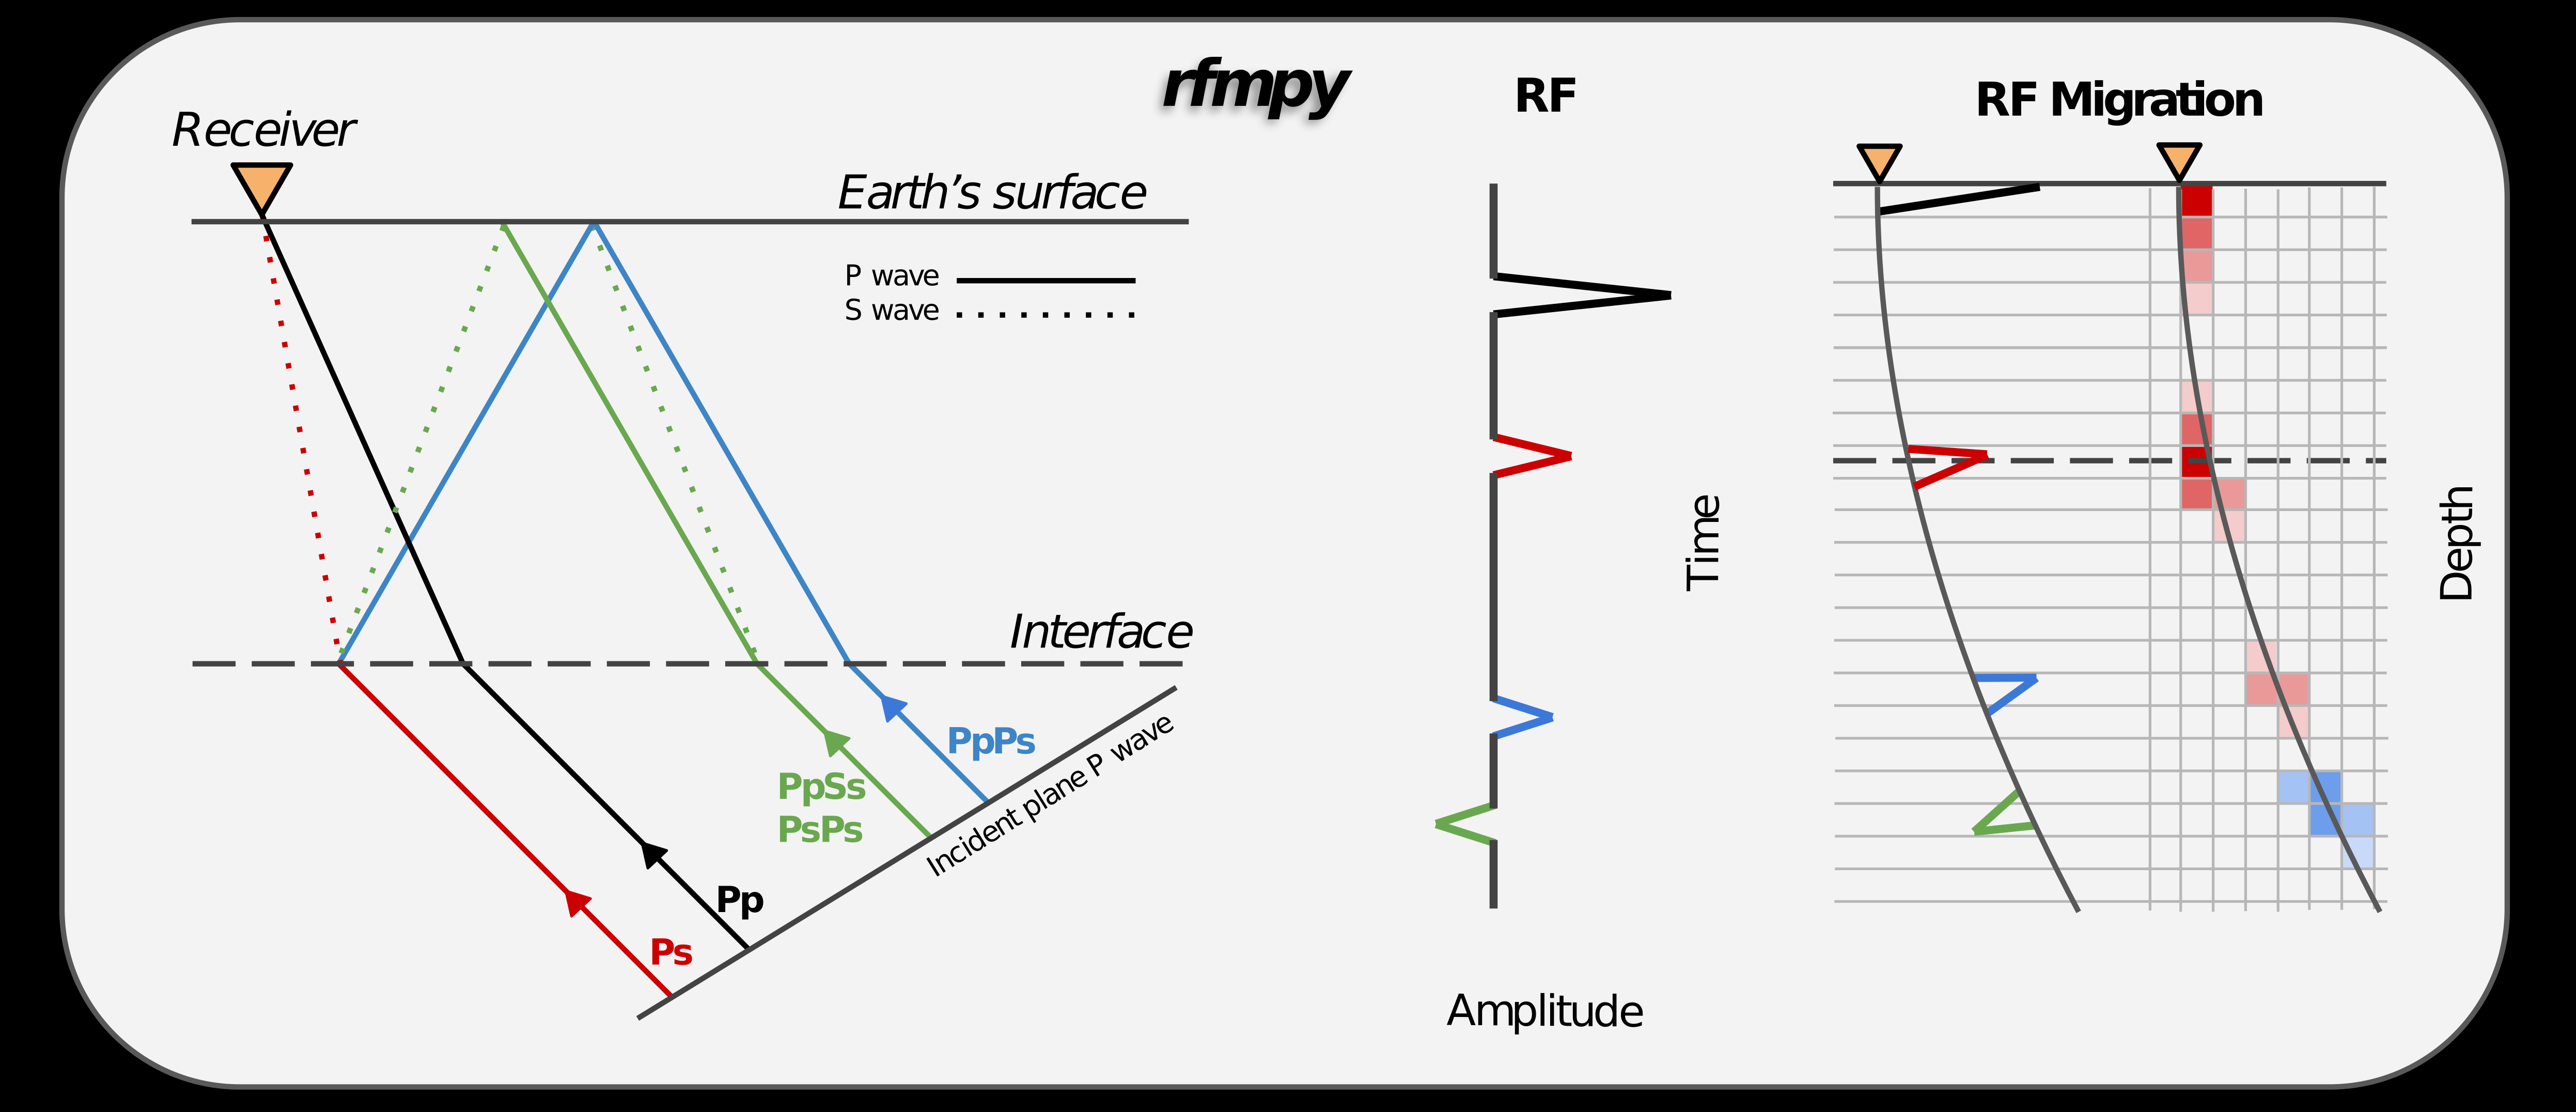 rfmpy
Receiver
Earth's surface
P wave
S wave
Interface
PpPs
PpSs
PsPs
Incident plane P wave
Pp
Ps
RF
Time
Amplitude
RF Migration
Depth